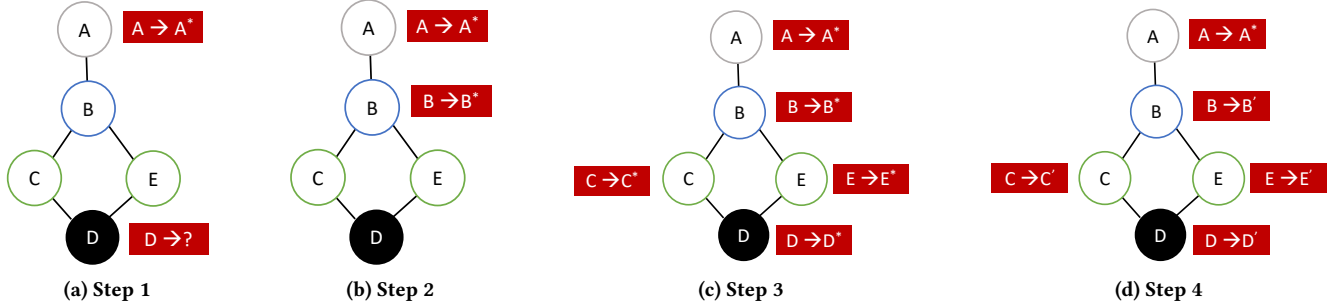 A
A → A*
B
C
E
D
D → ?
(a) Step 1
A
A → A*
B
B → B*
C
E
D
(b) Step 2
A
A → A*
B
B → B*
C → C*
C
E
E → E*
D
D → D*
(c) Step 3
A
A → A*
B
B → B′
C → C′
C
E
E → E′
D
D → D′
(d) Step 4